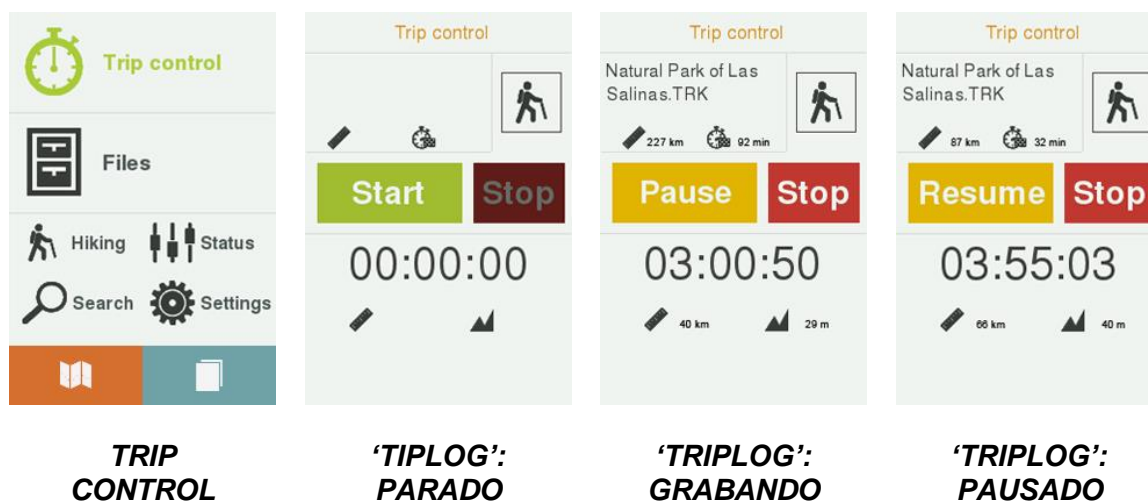 Trip control
Files
Hiking
Status
Search
Settings
Trip control
Start
Stop
00:00:00
Trip control
Natural Park of Las
Salinas.TRK
227 km
92 min
Pause
Stop
03:00:50
40 km
29 m
Trip control
Natural Park of Las
Salinas.TRK
87 km
32 min
Resume
Stop
03:55:03
66 km
40 m
TRIP
CONTROL
‘TIPLOG’:
PARADO
‘TRIPLOG’:
GRABANDO
‘TRIPLOG’:
PAUSADO